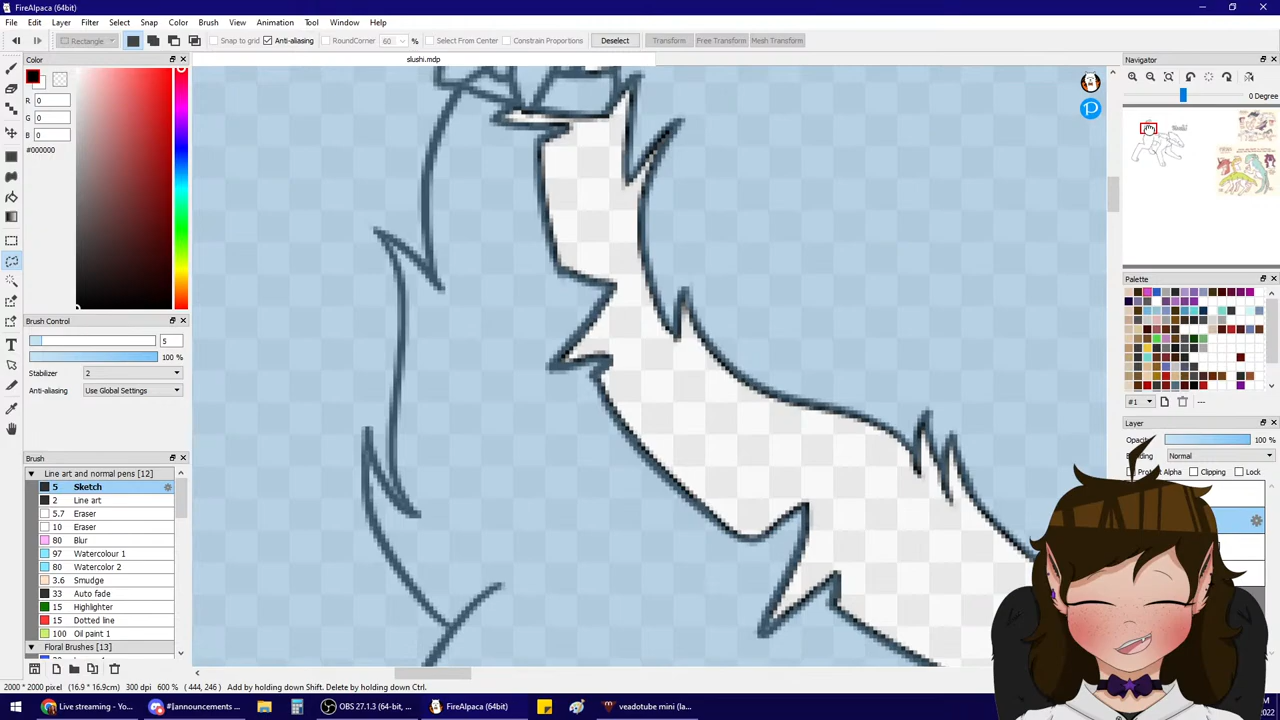 FireAlpaca (64bit)
File Edit Layer Filter Select Snap Color Brush View Animation Tool Window Help
Rectangle Snap to grid Anti-aliasing RoundCorner 60 % Select From Center Constrain Proportions Deselect Transform Free Transform Mesh Transform
slushi.mdp
Color
R 0
G 0
B 0
#000000
Brush Control
5
100 %
Stabilizer 2
Anti-aliasing Use Global Settings
Brush
Line art and normal pens [12]
5 Sketch
2 Line art
5.7 Eraser
10 Eraser
80 Blur
97 Watercolour 1
80 Watercolor 2
3.6 Smudge
33 Auto fade
15 Highlighter
15 Dotted line
100 Oil paint 1
Floral Brushes [13]
Navigator
0 Degree
Palette
#1 ---
Layer
Opacity 100 %
Blending Normal
Protect Alpha Clipping Lock
2000 * 2000 pixel (16.9 * 16.9cm) 300 dpi 600 % ( 444, 246 ) Add by holding down Shift. Delete by holding down Ctrl.
Live streaming - Yo... #┃announcements ... OBS 27.1.3 (64-bit, ... FireAlpaca (64bit) veadotube mini (la...
2022